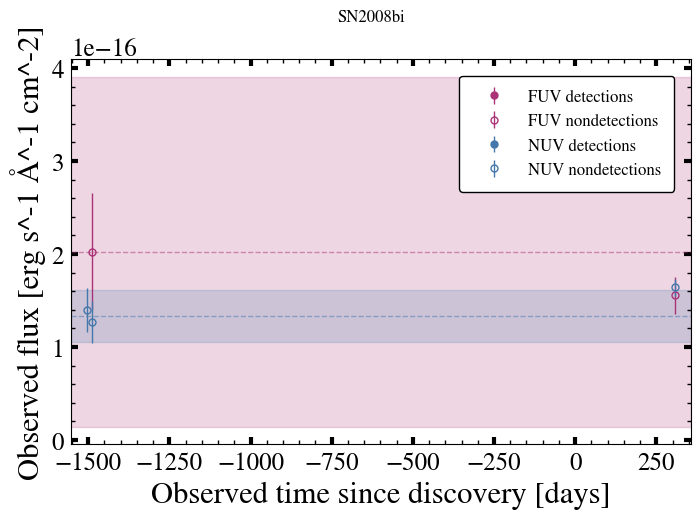 SN2008bi
1e−16
4
3
2
1
0
Observed flux [erg s^-1 Å^-1 cm^-2]
FUV detections
FUV nondetections
NUV detections
NUV nondetections
−1500 −1250 −1000 −750 −500 −250 0 250
Observed time since discovery [days]